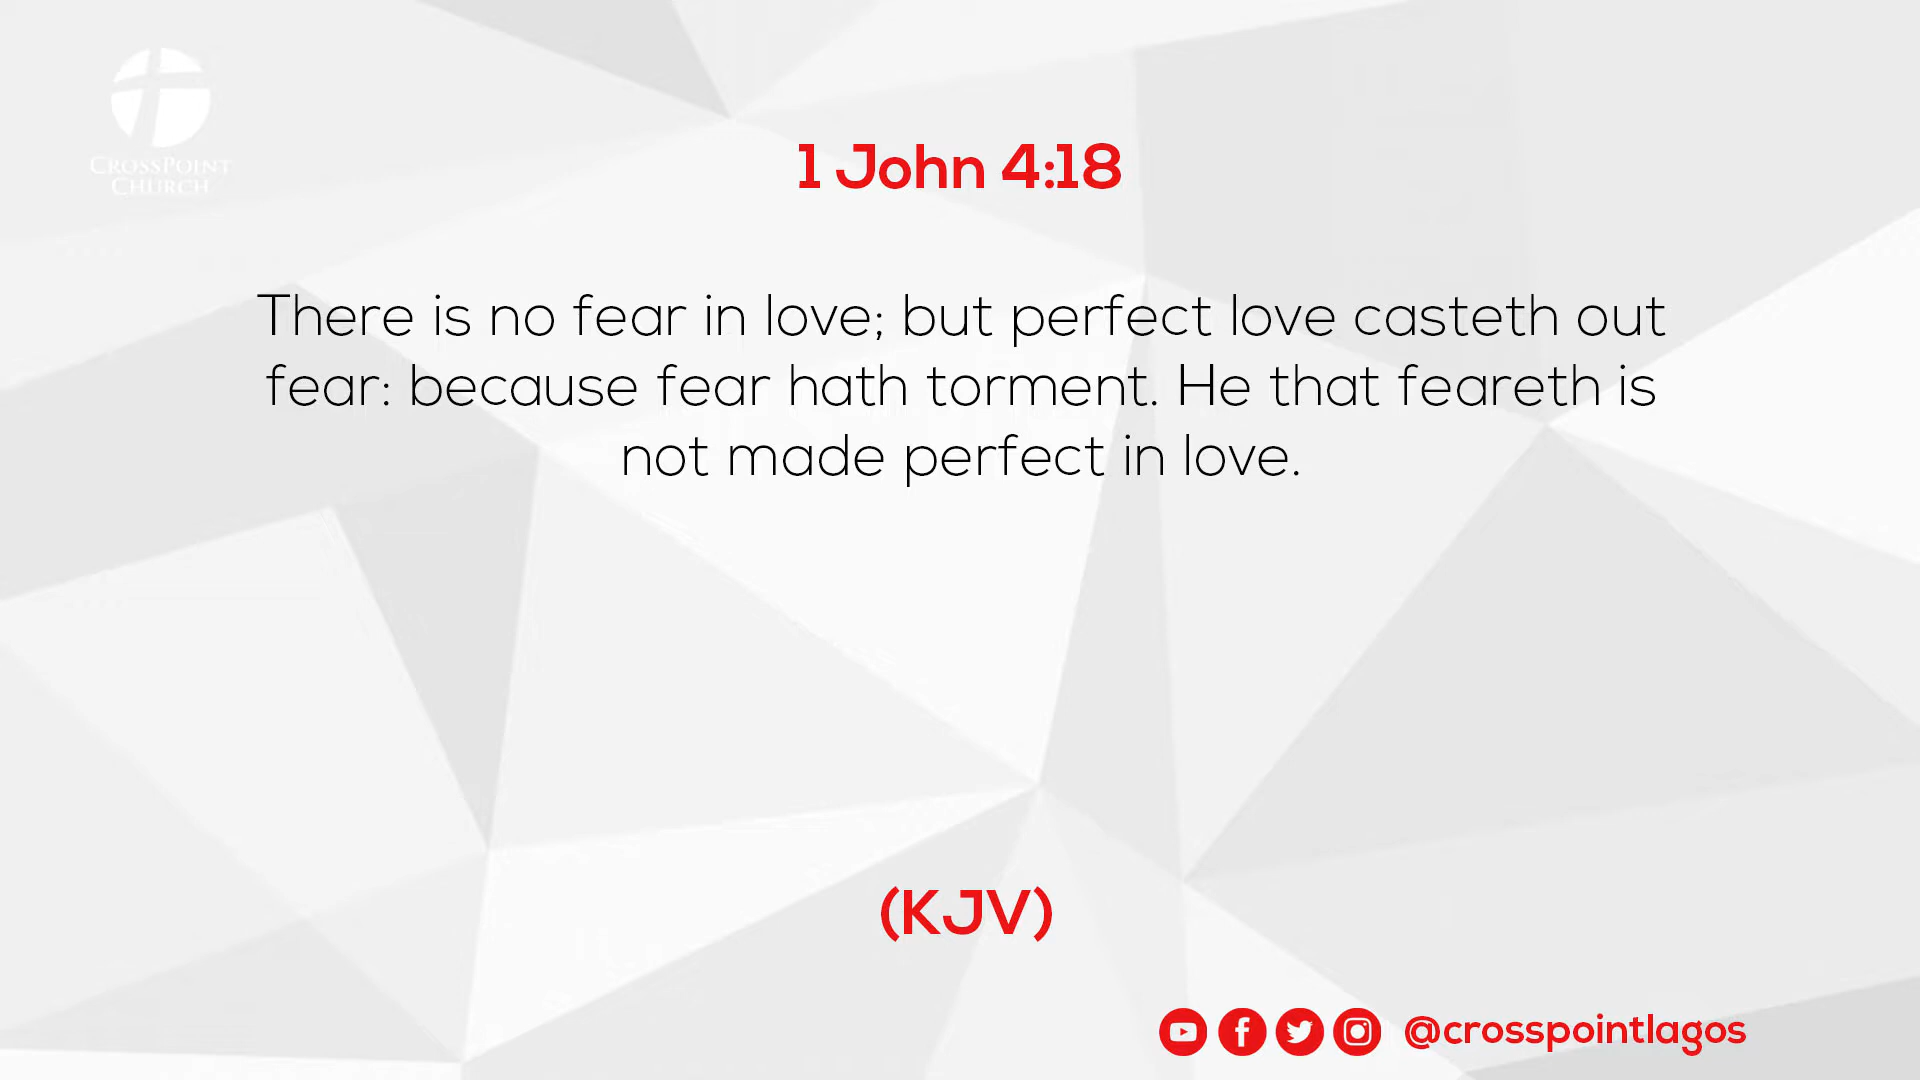 CROSSPOINT
CHURCH
1 John 4:18
There is no fear in love; but perfect love casteth out
fear: because fear hath torment. He that feareth is
not made perfect in love.
(KJV)
@crosspointlagos